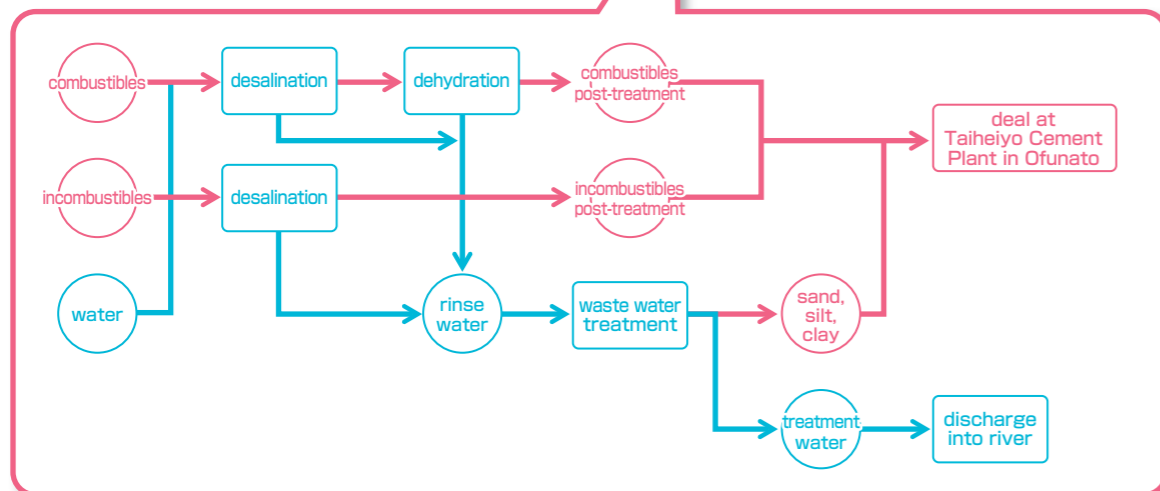 combustibles
desalination
dehydration
combustibles
post-treatment
deal at
Taiheiyo Cement
Plant in Ofunato
incombustibles
desalination
incombustibles
post-treatment
water
rinse
water
waste water
treatment
sand,
silt,
clay
treatment
water
discharge
into river